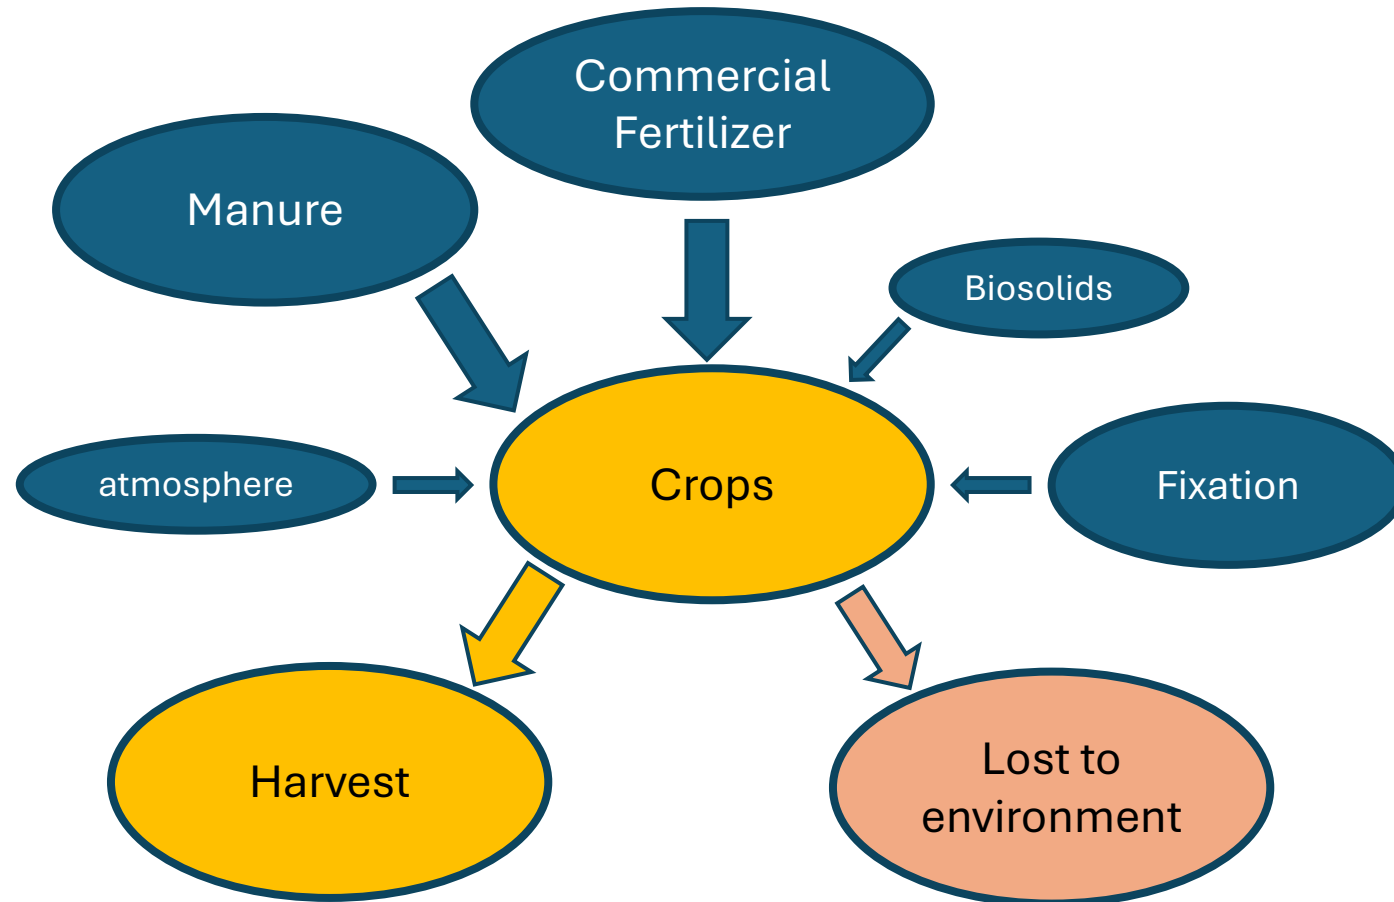 Commercial
Fertilizer
Manure
Biosolids
atmosphere
Crops
Fixation
Harvest
Lost to
environment